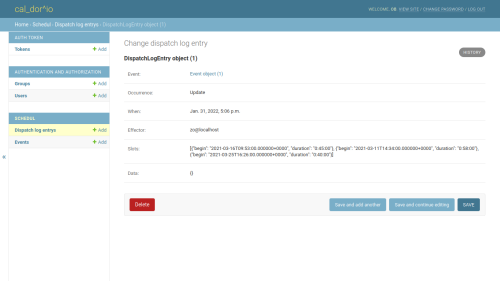 cal_dor*io
WELCOME, CB. VIEW SITE / CHANGE PASSWORD / LOG OUT
Home › Schedj1 › Dispatch log entrys › DispatchLogEntry object (1)
AUTH TOKEN
Tokens + Add
AUTHENTICATION AND AUTHORIZATION
Groups + Add
Users + Add
Dispatch log entrys + Add
Events + Add
«
Change dispatch log entry
HISTORY
DispatchLogEntry object (1)
Event: Event object (1)
Occurrence: Update
When: Jan. 31, 2022, 5:06 p.m.
Effector: zo@localhost
Slots: [{"begin": "2021-03-16T09:53:00.000000+0000", "duration": "0:45:00"}, {"begin": "2021-03-11T14:34:00.000000+0000", "duration": "0:58:00"},
{"begin": "2021-03-25T16:26:00.000000+0000", "duration": "0:60:00"}]
Data: {}
Delete
Save and add another
Save and continue editing
SAVE